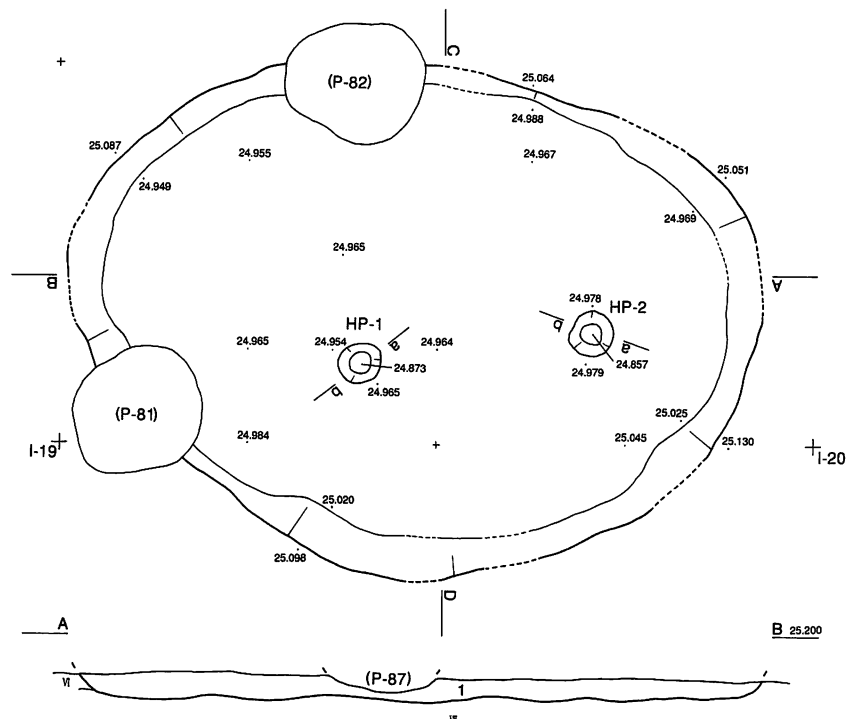 C
(P-82)
25.064
24.988
25.087
24.955
24.967
25.051
24.949
24.969
24.965
B
A
24.978
HP-2
HP-1
b
24.965
24.954
a
24.964
a
24.873
24.857
b
24.965
24.979
(P-81)
25.025
24.984
25.045
25.130
I-19
I-20
25.020
25.098
D
A
B 25.200
(P-87)
VI
1